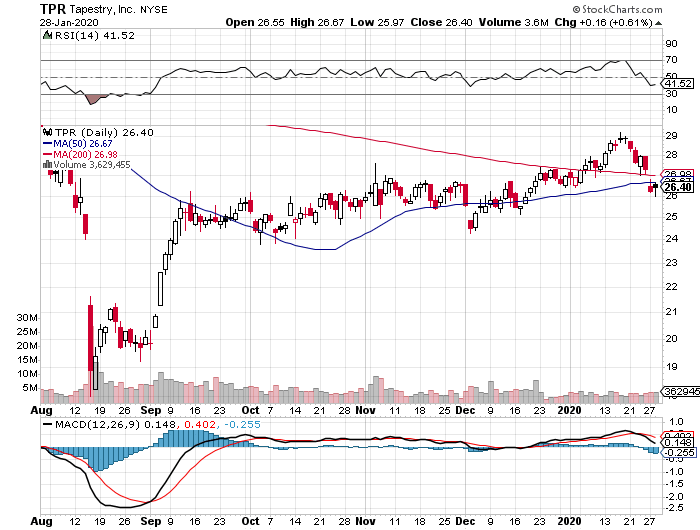 TPR Tapestry, Inc. NYSE
© StockCharts.com
28-Jan-2020
Open 26.55 High 26.67 Low 25.97 Close 26.40 Volume 3.6M Chg +0.16 (+0.61%)
RSI(14) 41.52
90
70
50
41.52
30
10
TPR (Daily) 26.40
MA(50) 26.67
MA(200) 26.98
Volume 3,629,455
29
28
26.98
26.40
26
25
24
23
22
21
20
19
18
30M
25M
20M
15M
10M
5M
3629455
Aug 12 19 26 Sep 9 16 23 Oct 7 14 21 28 Nov 11 18 25 Dec 9 16 23 2020 13 21 27
MACD(12,26,9) 0.148, 0.402, -0.255
1.0
0.402
0.148
-0.255
-0.5
-1.0
-1.5
-2.0
-2.5
Aug 12 19 26 Sep 9 16 23 Oct 7 14 21 28 Nov 11 18 25 Dec 9 16 23 2020 13 21 27